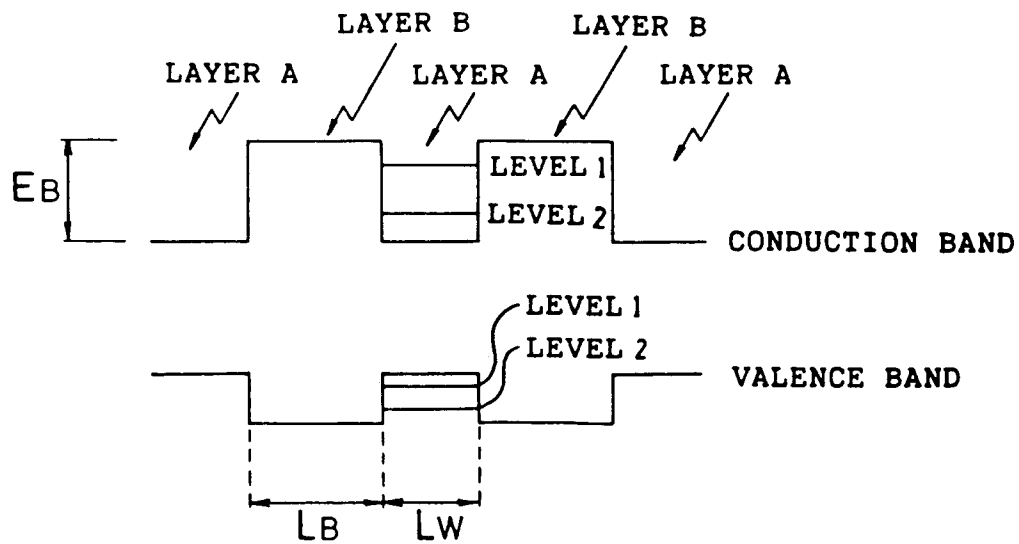 LAYER B
LAYER B
LAYER A
LAYER A
LAYER A
EB
LEVEL 1
LEVEL 2
CONDUCTION BAND
LEVEL 1
LEVEL 2
VALENCE BAND
LB
LW